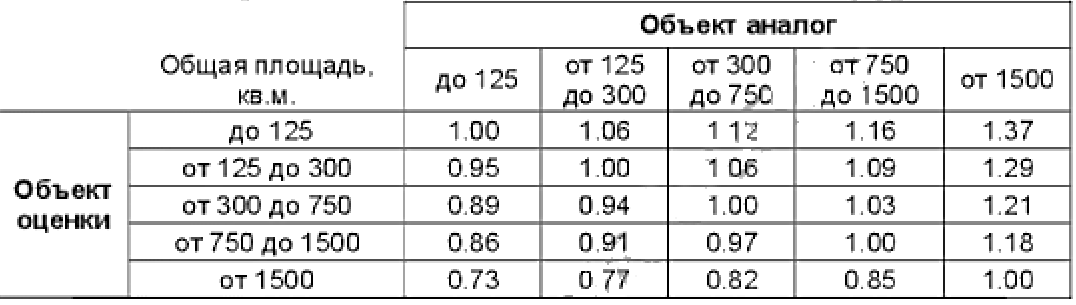 Объект аналог
Общая площадь, кв.м. до 125 от 125 до 300 от 300 до 750 от 750 до 1500 от 1500
Объект оценки
до 125 1.00 1.06 1.12 1.16 1.37
от 125 до 300 0.95 1.00 1.06 1.09 1.29
от 300 до 750 0.89 0.94 1.00 1.03 1.21
от 750 до 1500 0.86 0.91 0.97 1.00 1.18
от 1500 0.73 0.77 0.82 0.85 1.00